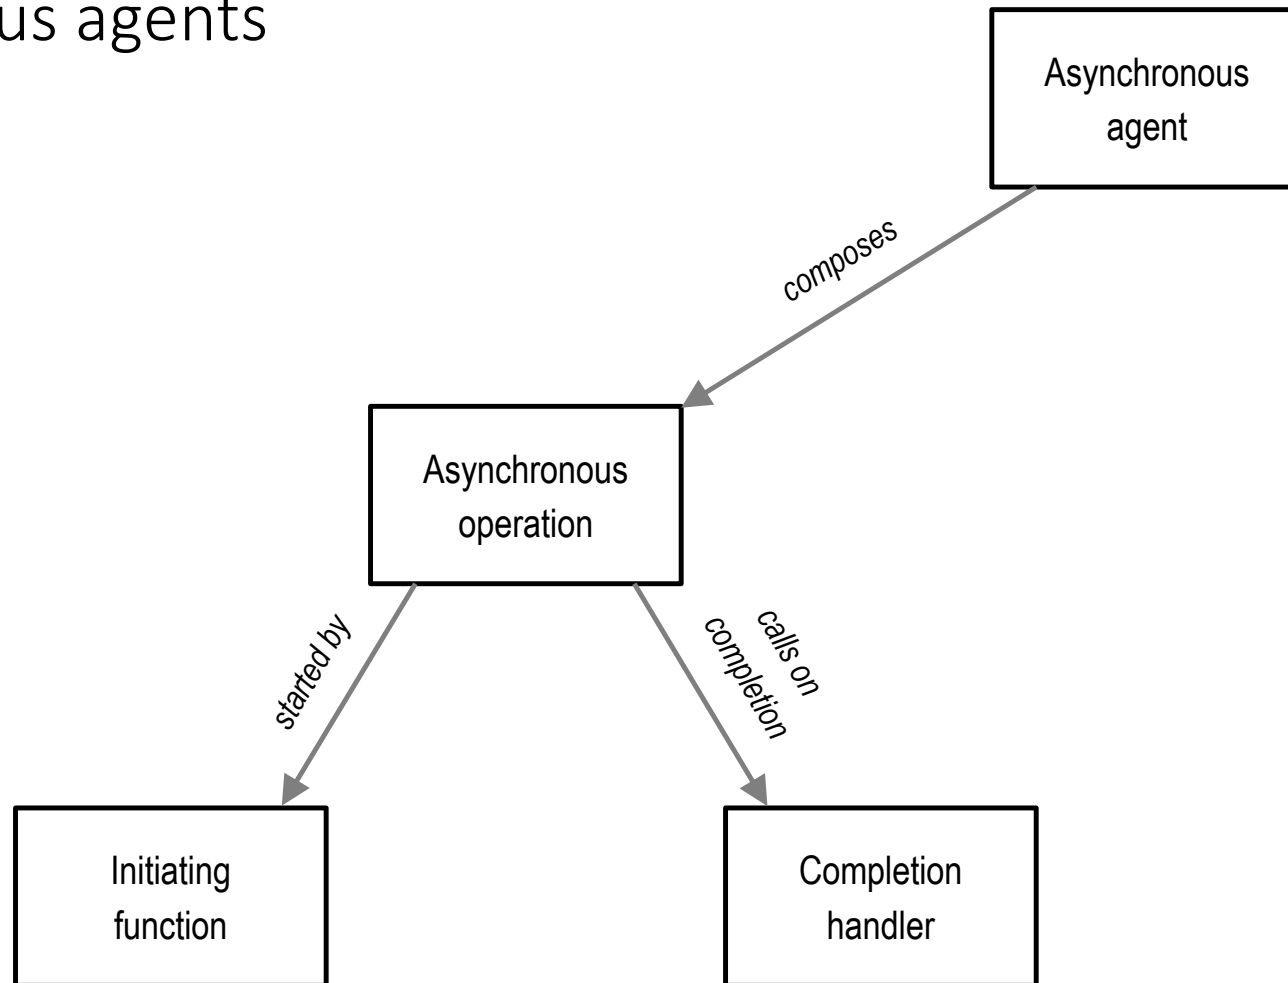 us agents
Asynchronous
agent
composes
Asynchronous
operation
started by
calls on
completion
Initiating
function
Completion
handler